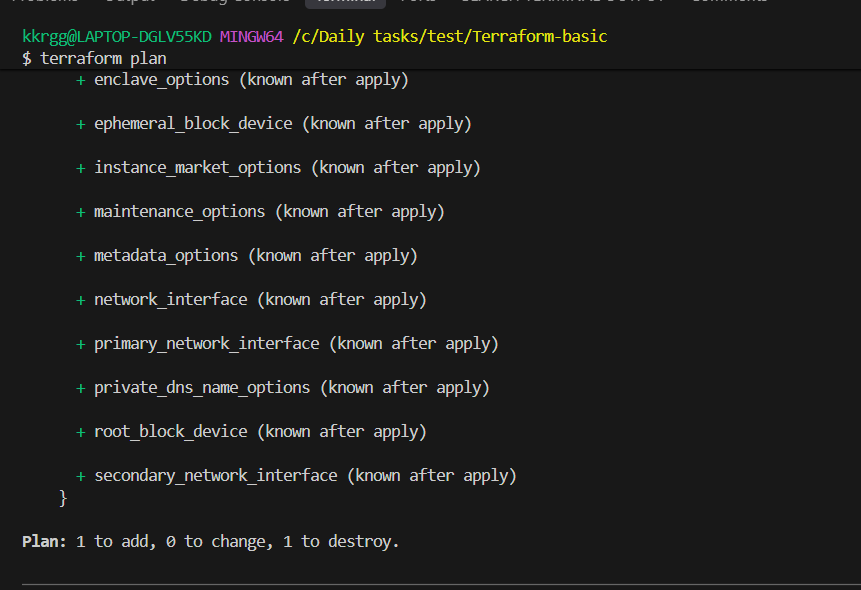 kkrgg@LAPTOP-DGLV55KD MINGW64 /c/Daily tasks/test/Terraform-basic
$ terraform plan
+ enclave_options (known after apply)
+ ephemeral_block_device (known after apply)
+ instance_market_options (known after apply)
+ maintenance_options (known after apply)
+ metadata_options (known after apply)
+ network_interface (known after apply)
+ primary_network_interface (known after apply)
+ private_dns_name_options (known after apply)
+ root_block_device (known after apply)
+ secondary_network_interface (known after apply)
}
Plan: 1 to add, 0 to change, 1 to destroy.